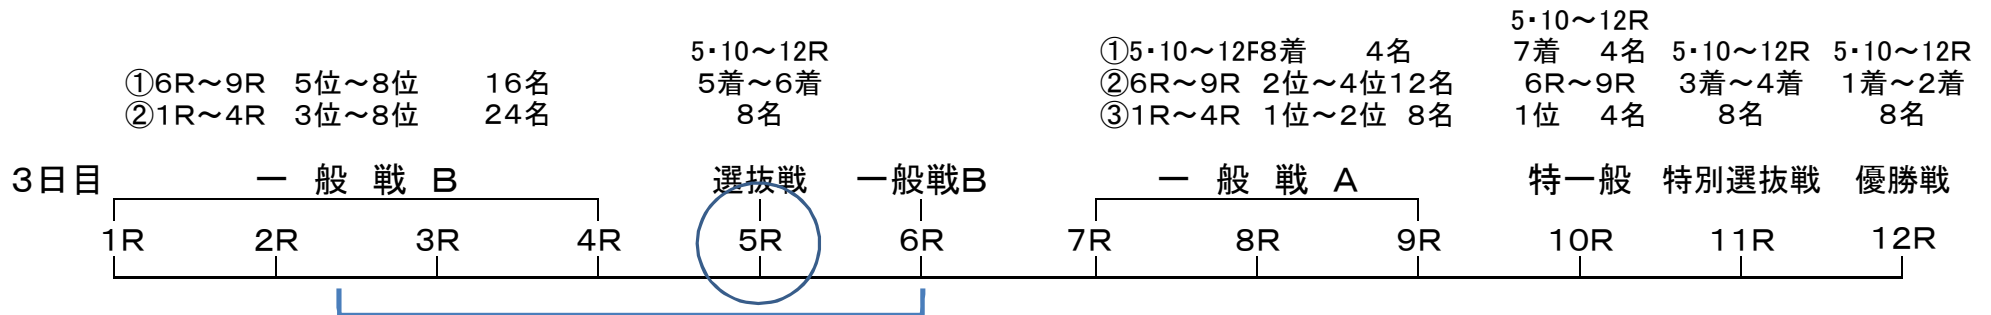 5・10～12R
5・10～12R ①5・10～12F8着 4名 7着 4名 5・10～12R 5・10～12R
①6R～9R 5位～8位 16名 5着～6着 ②6R～9R 2位～4位12名 6R～9R 3着～4着 1着～2着
②1R～4R 3位～8位 24名 8名 ③1R～4R 1位～2位 8名 1位 4名 8名 8名
3日目 一般戦B 選抜戦 一般戦B 一般戦A 特一般 特別選抜戦 優勝戦
1R 2R 3R 4R 5R 6R 7R 8R 9R 10R 11R 12R